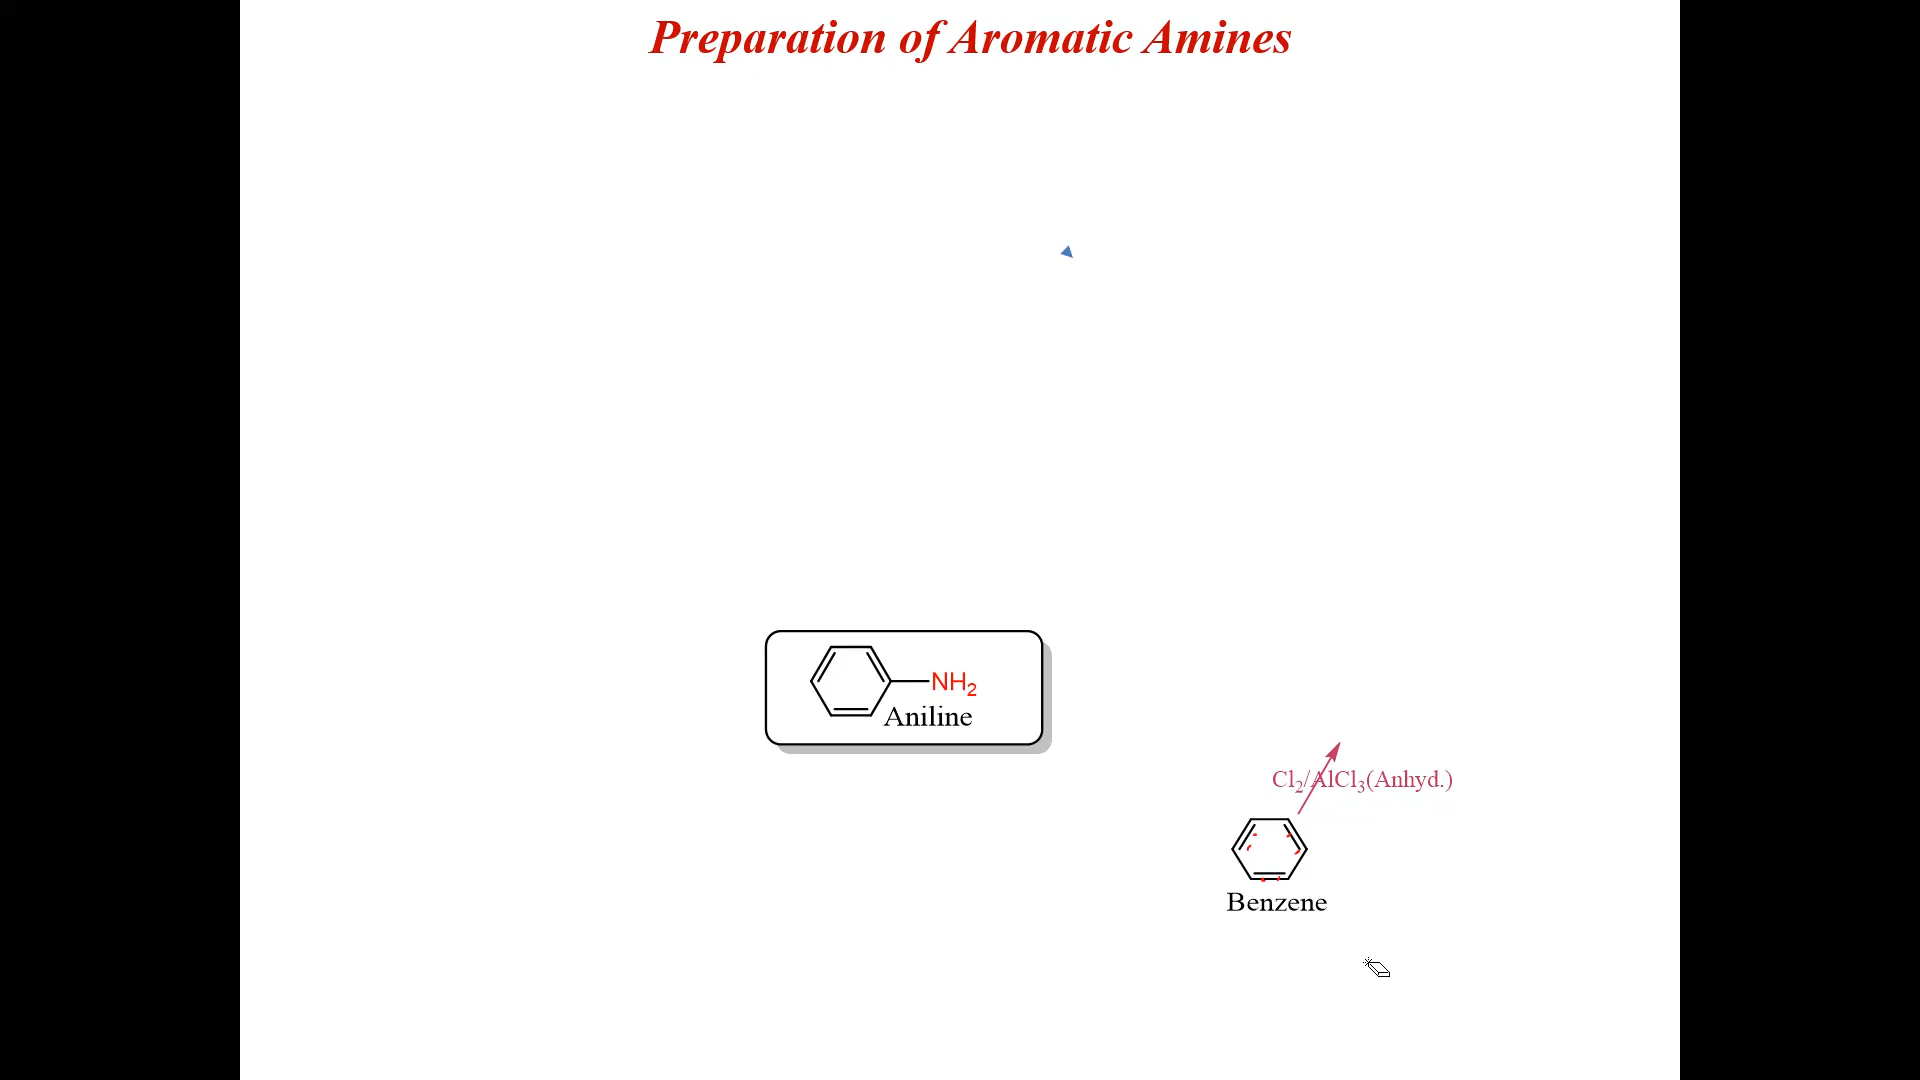 Preparation of Aromatic Amines
NH2
Aniline
Cl2/AlCl3(Anhyd.)
Benzene